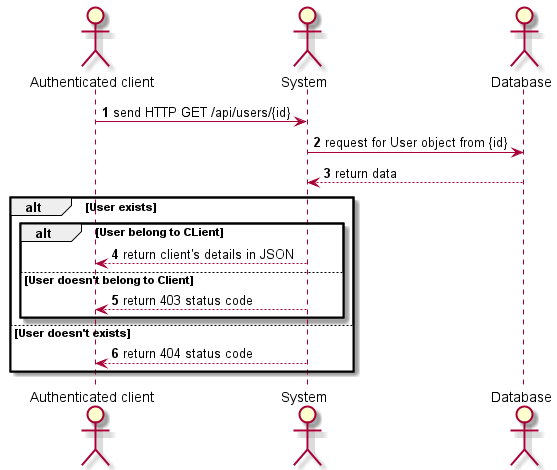 Authenticated client
System
Database
1 send HTTP GET /api/users/{id}
2 request for User object from {id}
3 return data
alt [User exists]
alt [User belong to CLient]
4 return client's details in JSON
[User doesn't belong to Client]
5 return 403 status code
[User doesn't exists]
6 return 404 status code
Authenticated client
System
Database